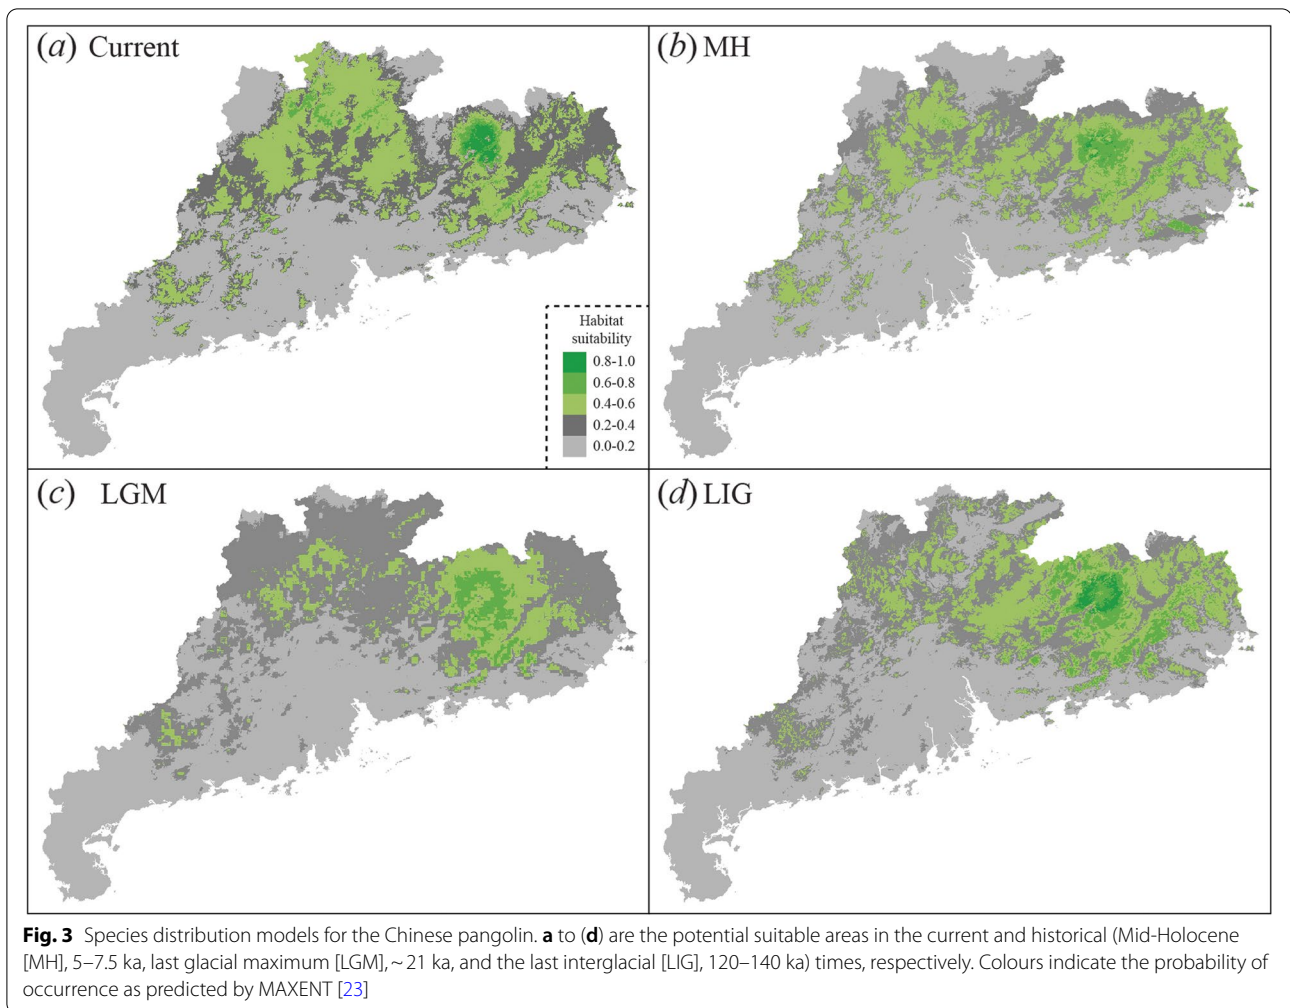 (a) Current
(b) MH
Habitat
suitability
0.8-1.0
0.6-0.8
0.4-0.6
0.2-0.4
0.0-0.2
(c) LGM
(d) LIG
Fig. 3 Species distribution models for the Chinese pangolin. a to (d) are the potential suitable areas in the current and historical (Mid-Holocene
[MH], 5–7.5 ka, last glacial maximum [LGM], ~ 21 ka, and the last interglacial [LIG], 120–140 ka) times, respectively. Colours indicate the probability of
occurrence as predicted by MAXENT [23]